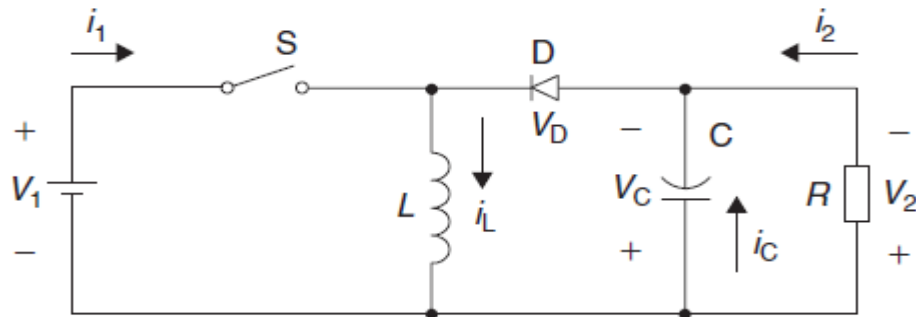 i1
S
D
i2
+
VD
−
C
−
V1
L
iL
VC
R
V2
−
+
iC
+